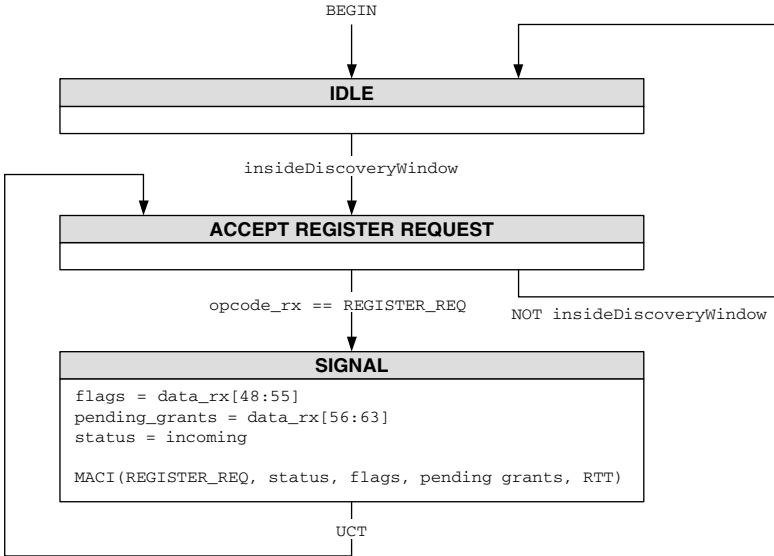 BEGIN
IDLE
insideDiscoveryWindow
ACCEPT REGISTER REQUEST
opcode_rx == REGISTER_REQ
NOT insideDiscoveryWindow
SIGNAL
flags = data_rx[48:55]
pending_grants = data_rx[56:63]
status = incoming
MACI(REGISTER_REQ, status, flags, pending grants, RTT)
UCT